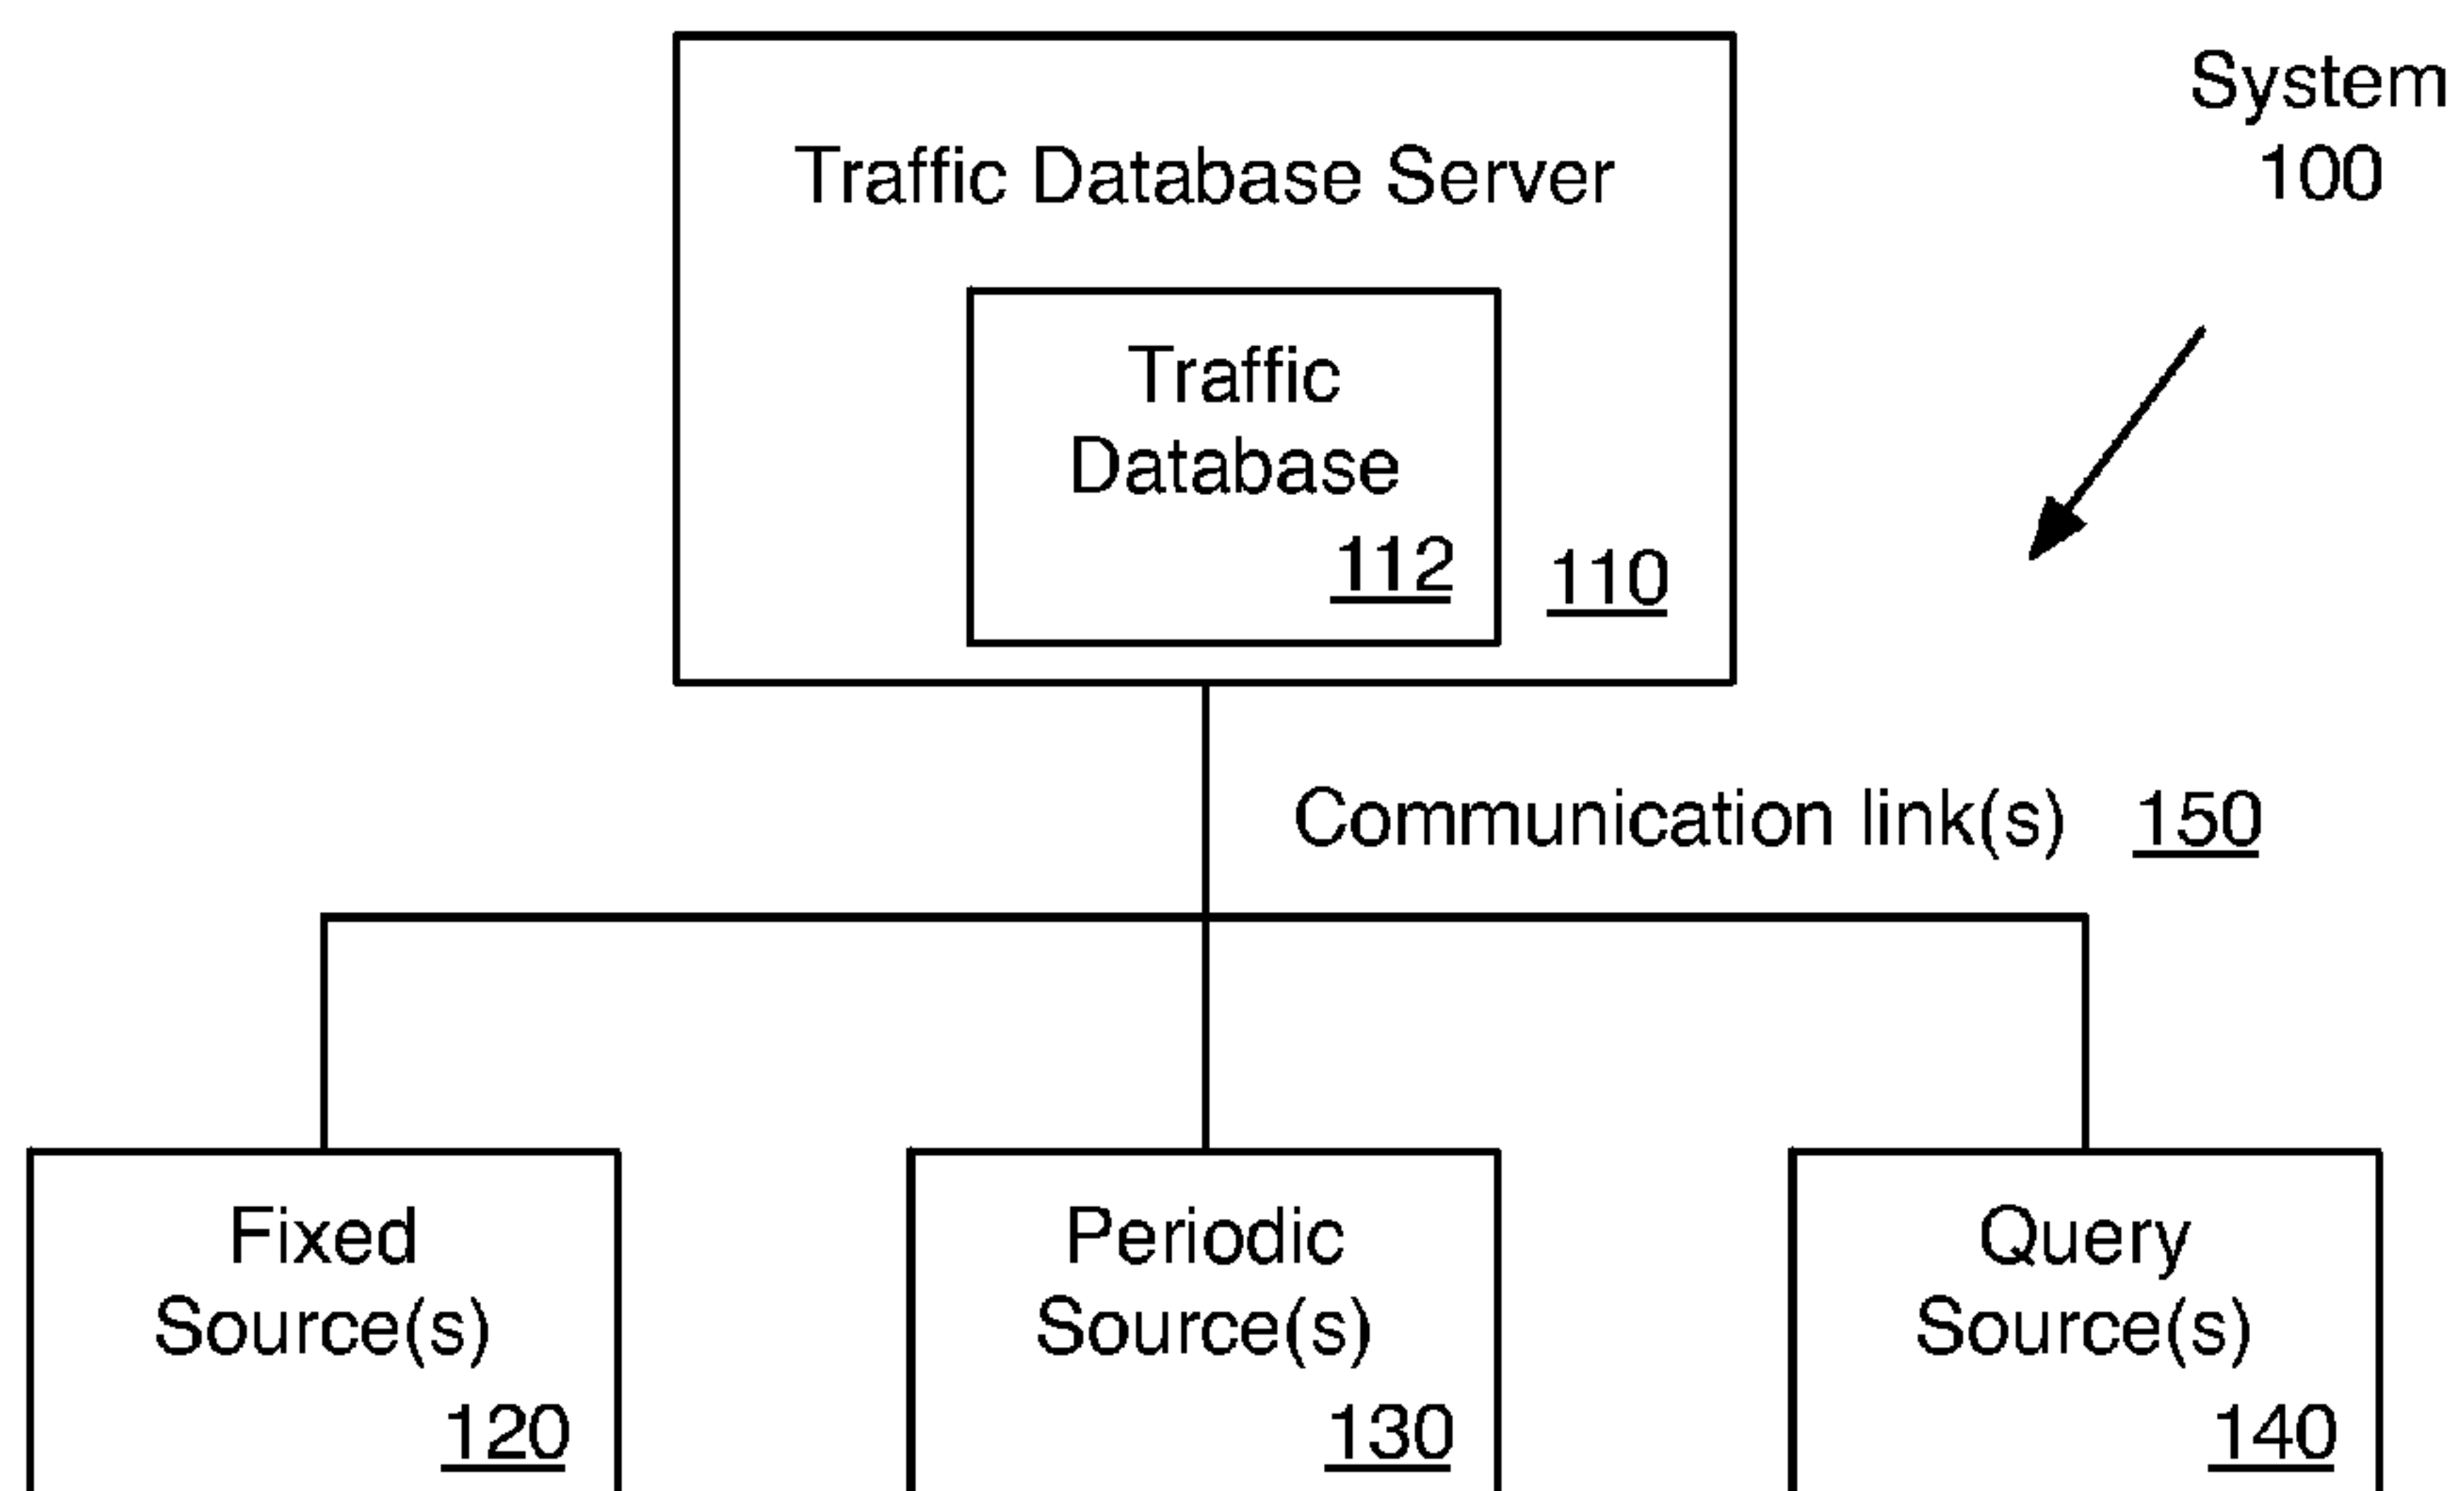 System
100
Traffic Database Server
Traffic
Database
112
110
Communication link(s) 150
Fixed
Source(s)
120
Periodic
Source(s)
130
Query
Source(s)
140